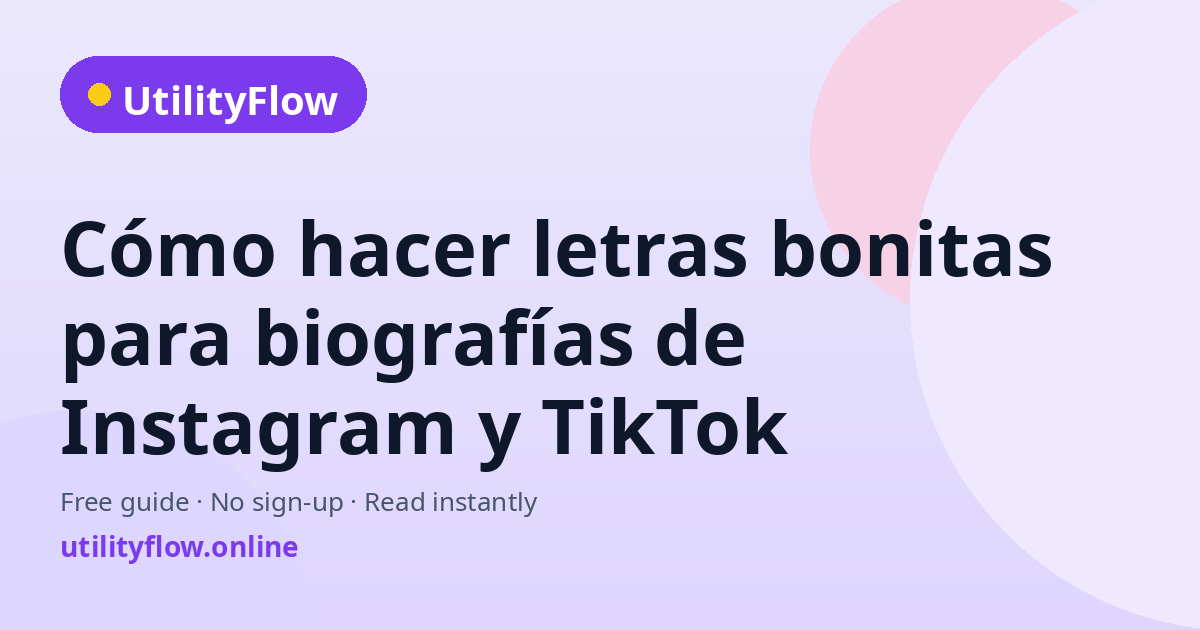 UtilityFlow
Cómo hacer letras bonitas
para biografías de
Instagram y TikTok
Free guide · No sign-up · Read instantly
utilityflow.online